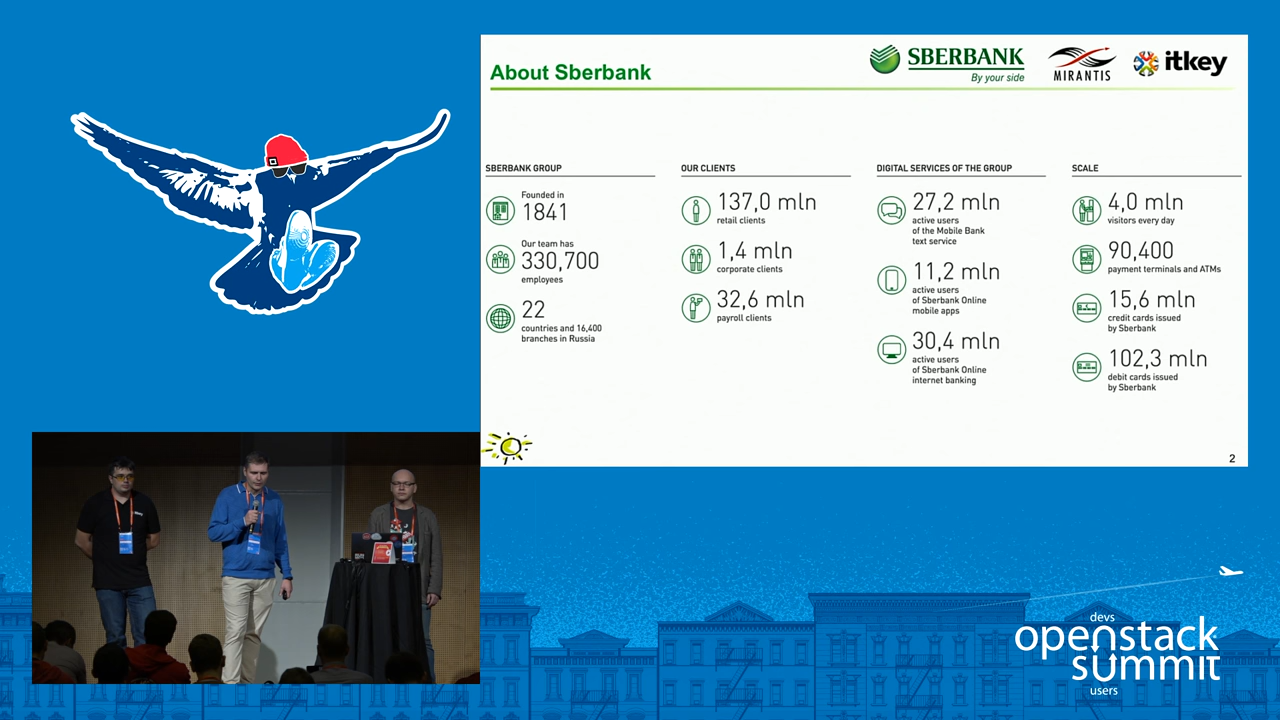 About Sberbank
SBERBANK
By your side
MIRANTIS
itkey
SBERBANK GROUP
Founded in
1841
Our team has
330,700
employees
22
countries and 16,400
branches in Russia
OUR CLIENTS
137,0 mln
retail clients
1,4 mln
corporate clients
32,6 mln
payroll clients
DIGITAL SERVICES OF THE GROUP
27,2 mln
active users
of the Mobile Bank
text service
11,2 mln
active users
of Sberbank Online
mobile apps
30,4 mln
active users
of Sberbank Online
internet banking
SCALE
4,0 mln
visitors every day
90,400
payment terminals and ATMs
15,6 mln
credit cards issued
by Sberbank
102,3 mln
debit cards issued
by Sberbank
2
devs
openstack
summit
users